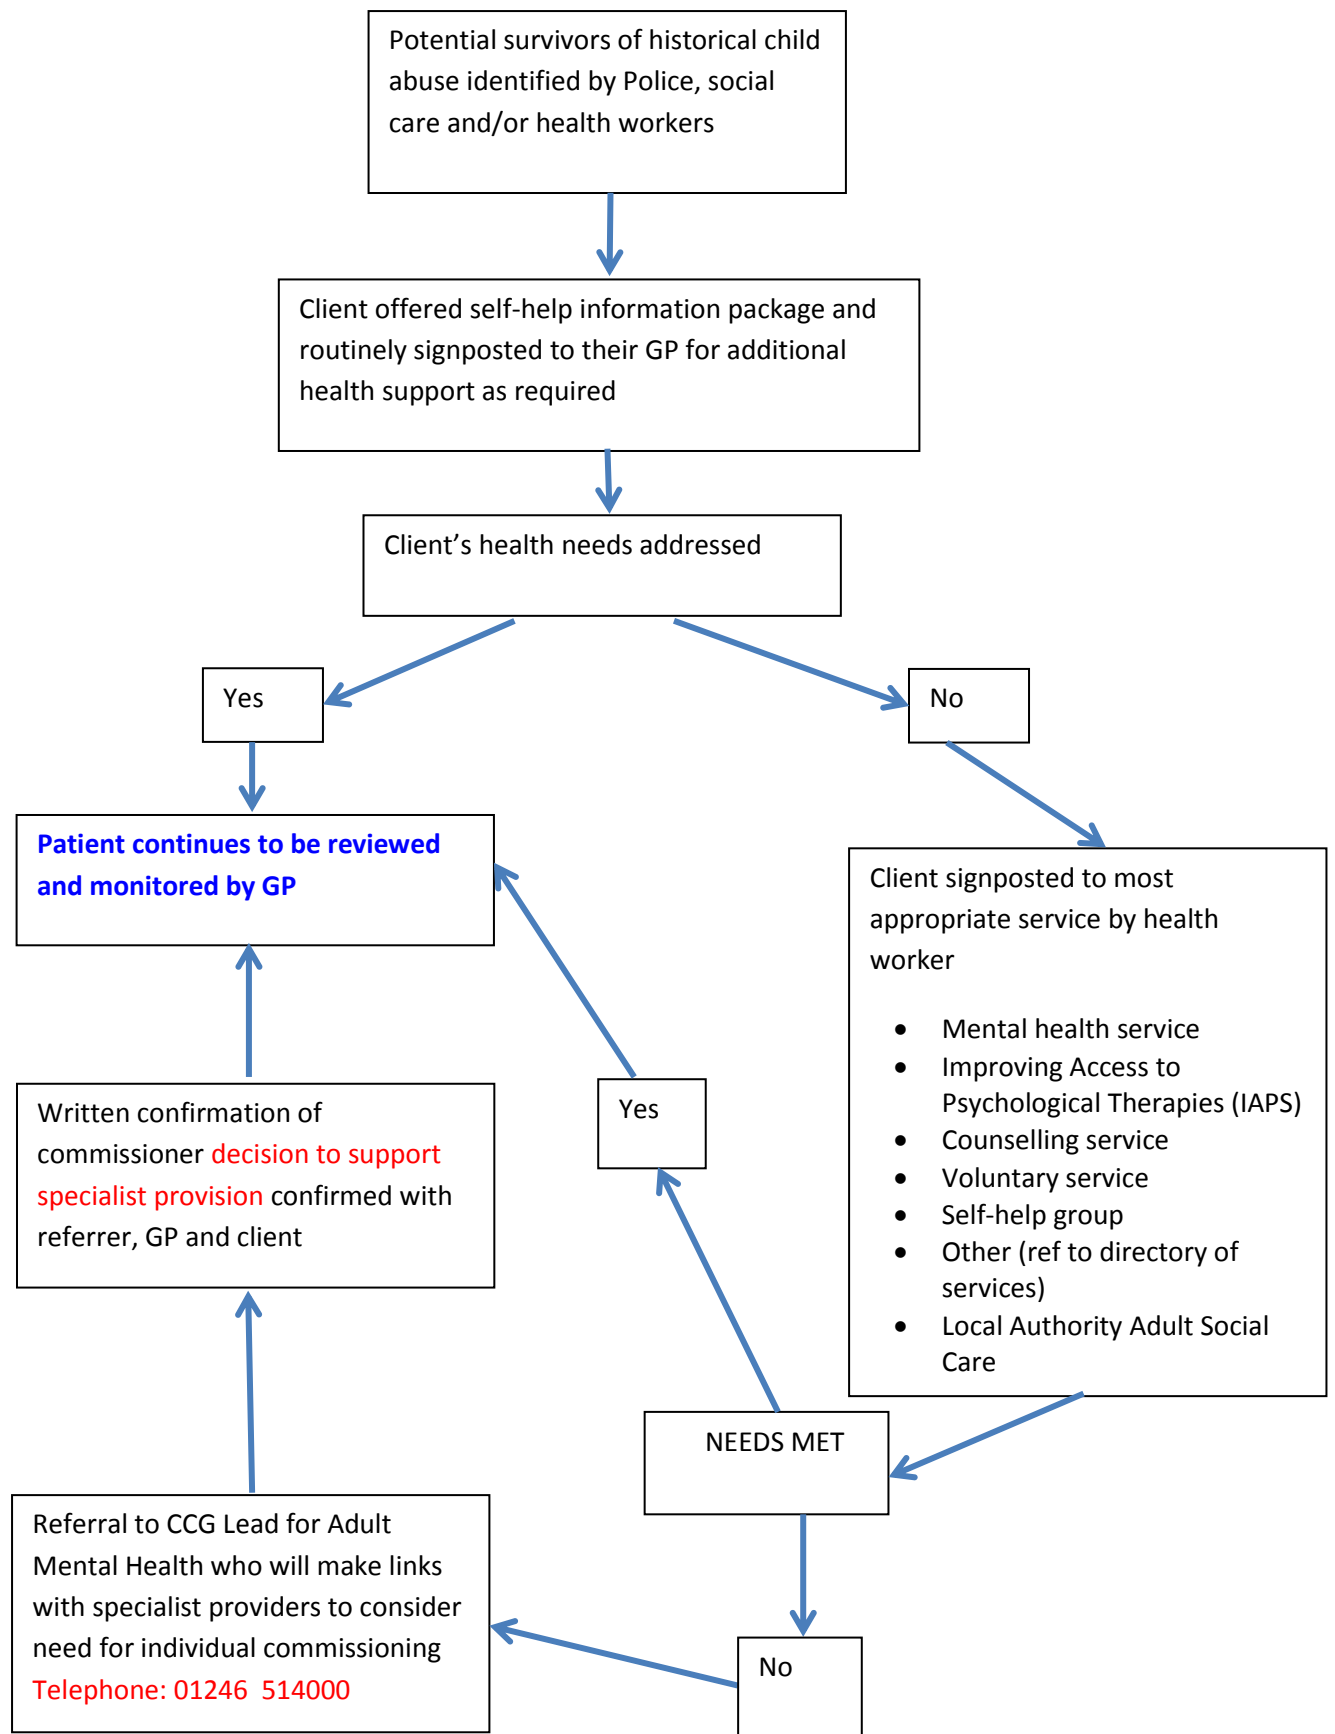 Potential survivors of historical child
abuse identified by Police, social
care and/or health workers
Client offered self-help information package and
routinely signposted to their GP for additional
health support as required
Client’s health needs addressed
Yes
No
Patient continues to be reviewed
and monitored by GP
Client signposted to most
appropriate service by health
worker
• Mental health service
• Improving Access to
Psychological Therapies (IAPS)
• Counselling service
• Voluntary service
• Self-help group
• Other (ref to directory of
services)
• Local Authority Adult Social
Care
Yes
Written confirmation of
commissioner decision to support
specialist provision confirmed with
referrer, GP and client
NEEDS MET
Referral to CCG Lead for Adult
Mental Health who will make links
with specialist providers to consider
need for individual commissioning
Telephone: 01246  514000
No